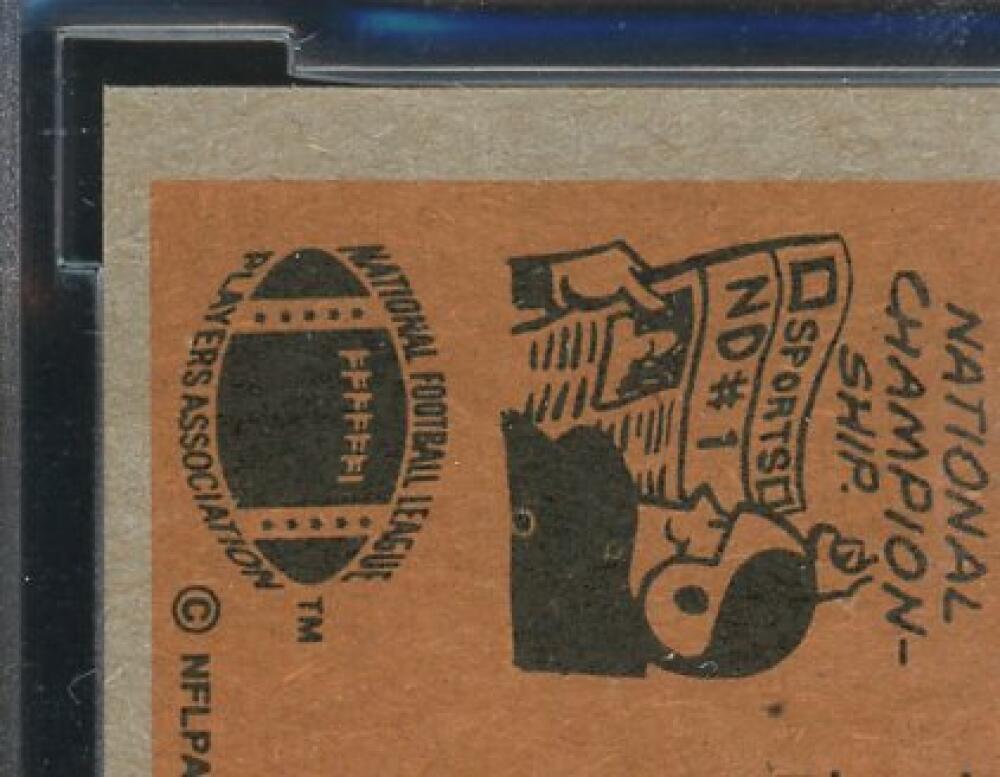 NATIONAL
CHAMPION-
SHIP.
SPORTS
ND #1
NATIONAL FOOTBALL LEAGUE
PLAYERS ASSOCIATION
TM
© NFLPA